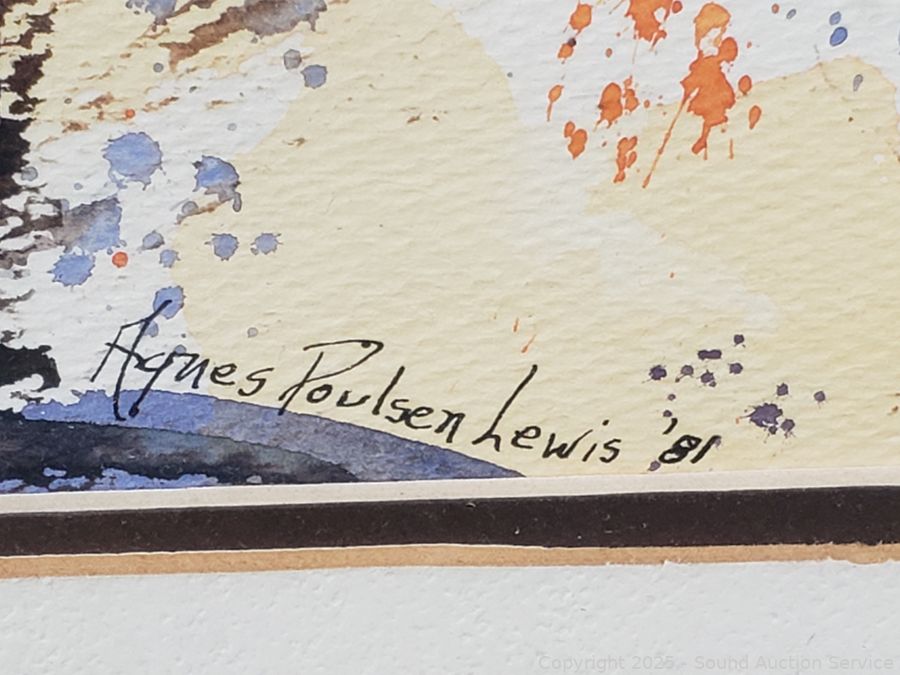 Agnes Poulsen Lewis '81
Copyright 2025 - Sound Auction Service